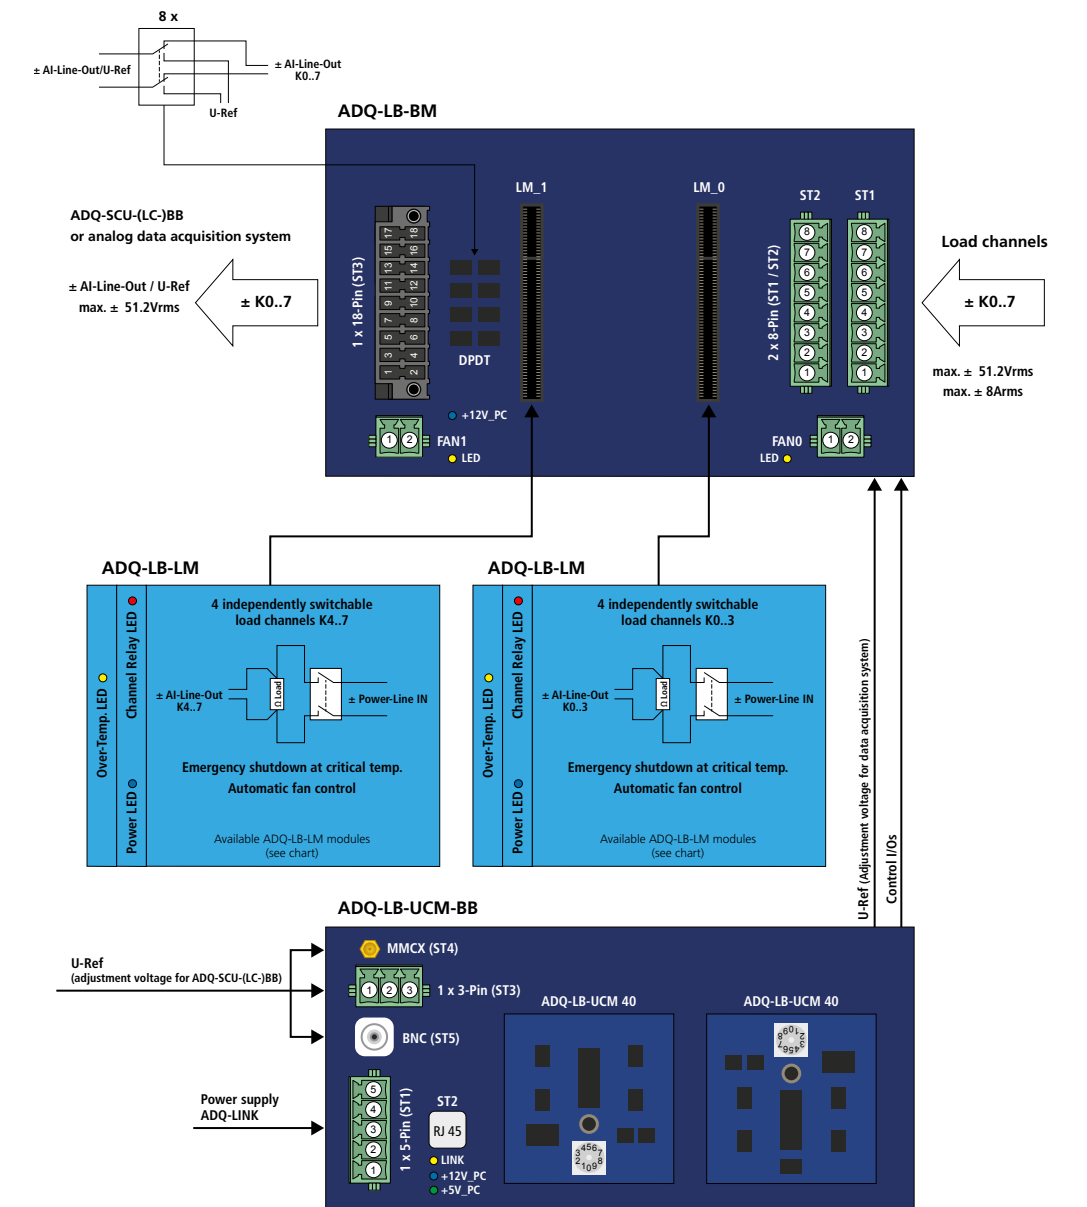 8 x
± AI-Line-Out/U-Ref
± AI-Line-Out
K0..7
U-Ref
ADQ-LB-BM
ADQ-SCU-(LC-)BB
or analog data acquisition system
± AI-Line-Out / U-Ref
max. ± 51.2Vrms
± K0..7
1 x 18-Pin (ST3)
17 18
15 16
13 14
11 12
9 10
7 8
5 6
3 4
1 2
DPDT
LM_1
LM_0
ST2
ST1
2 x 8-Pin (ST1 / ST2)
8 8
7 7
6 6
5 5
4 4
3 3
2 2
1 1
Load channels
± K0..7
max. ± 51.2Vrms
max. ± 8Arms
+12V_PC
1 2
FAN1
LED
FAN0
LED
1 2
ADQ-LB-LM
Over-Temp. LED
Power LED
Channel Relay LED
4 independently switchable
load channels K4..7
± AI-Line-Out
K4..7
Ω Load
± Power-Line IN
Emergency shutdown at critical temp.
Automatic fan control
Available ADQ-LB-LM modules
(see chart)
ADQ-LB-LM
Over-Temp. LED
Power LED
Channel Relay LED
4 independently switchable
load channels K0..3
± AI-Line-Out
K0..3
Ω Load
± Power-Line IN
Emergency shutdown at critical temp.
Automatic fan control
Available ADQ-LB-LM modules
(see chart)
U-Ref (Adjustment voltage for data acquisition system)
Control I/Os
ADQ-LB-UCM-BB
U-Ref
(adjustment voltage for ADQ-SCU-(LC-)BB)
MMCX (ST4)
1 2 3
1 x 3-Pin (ST3)
BNC (ST5)
Power supply
ADQ-LINK
5
4
3
2
1
1 x 5-Pin (ST1)
ST2
RJ 45
LINK
+12V_PC
+5V_PC
ADQ-LB-UCM 40
0123456789
ADQ-LB-UCM 40
0123456789